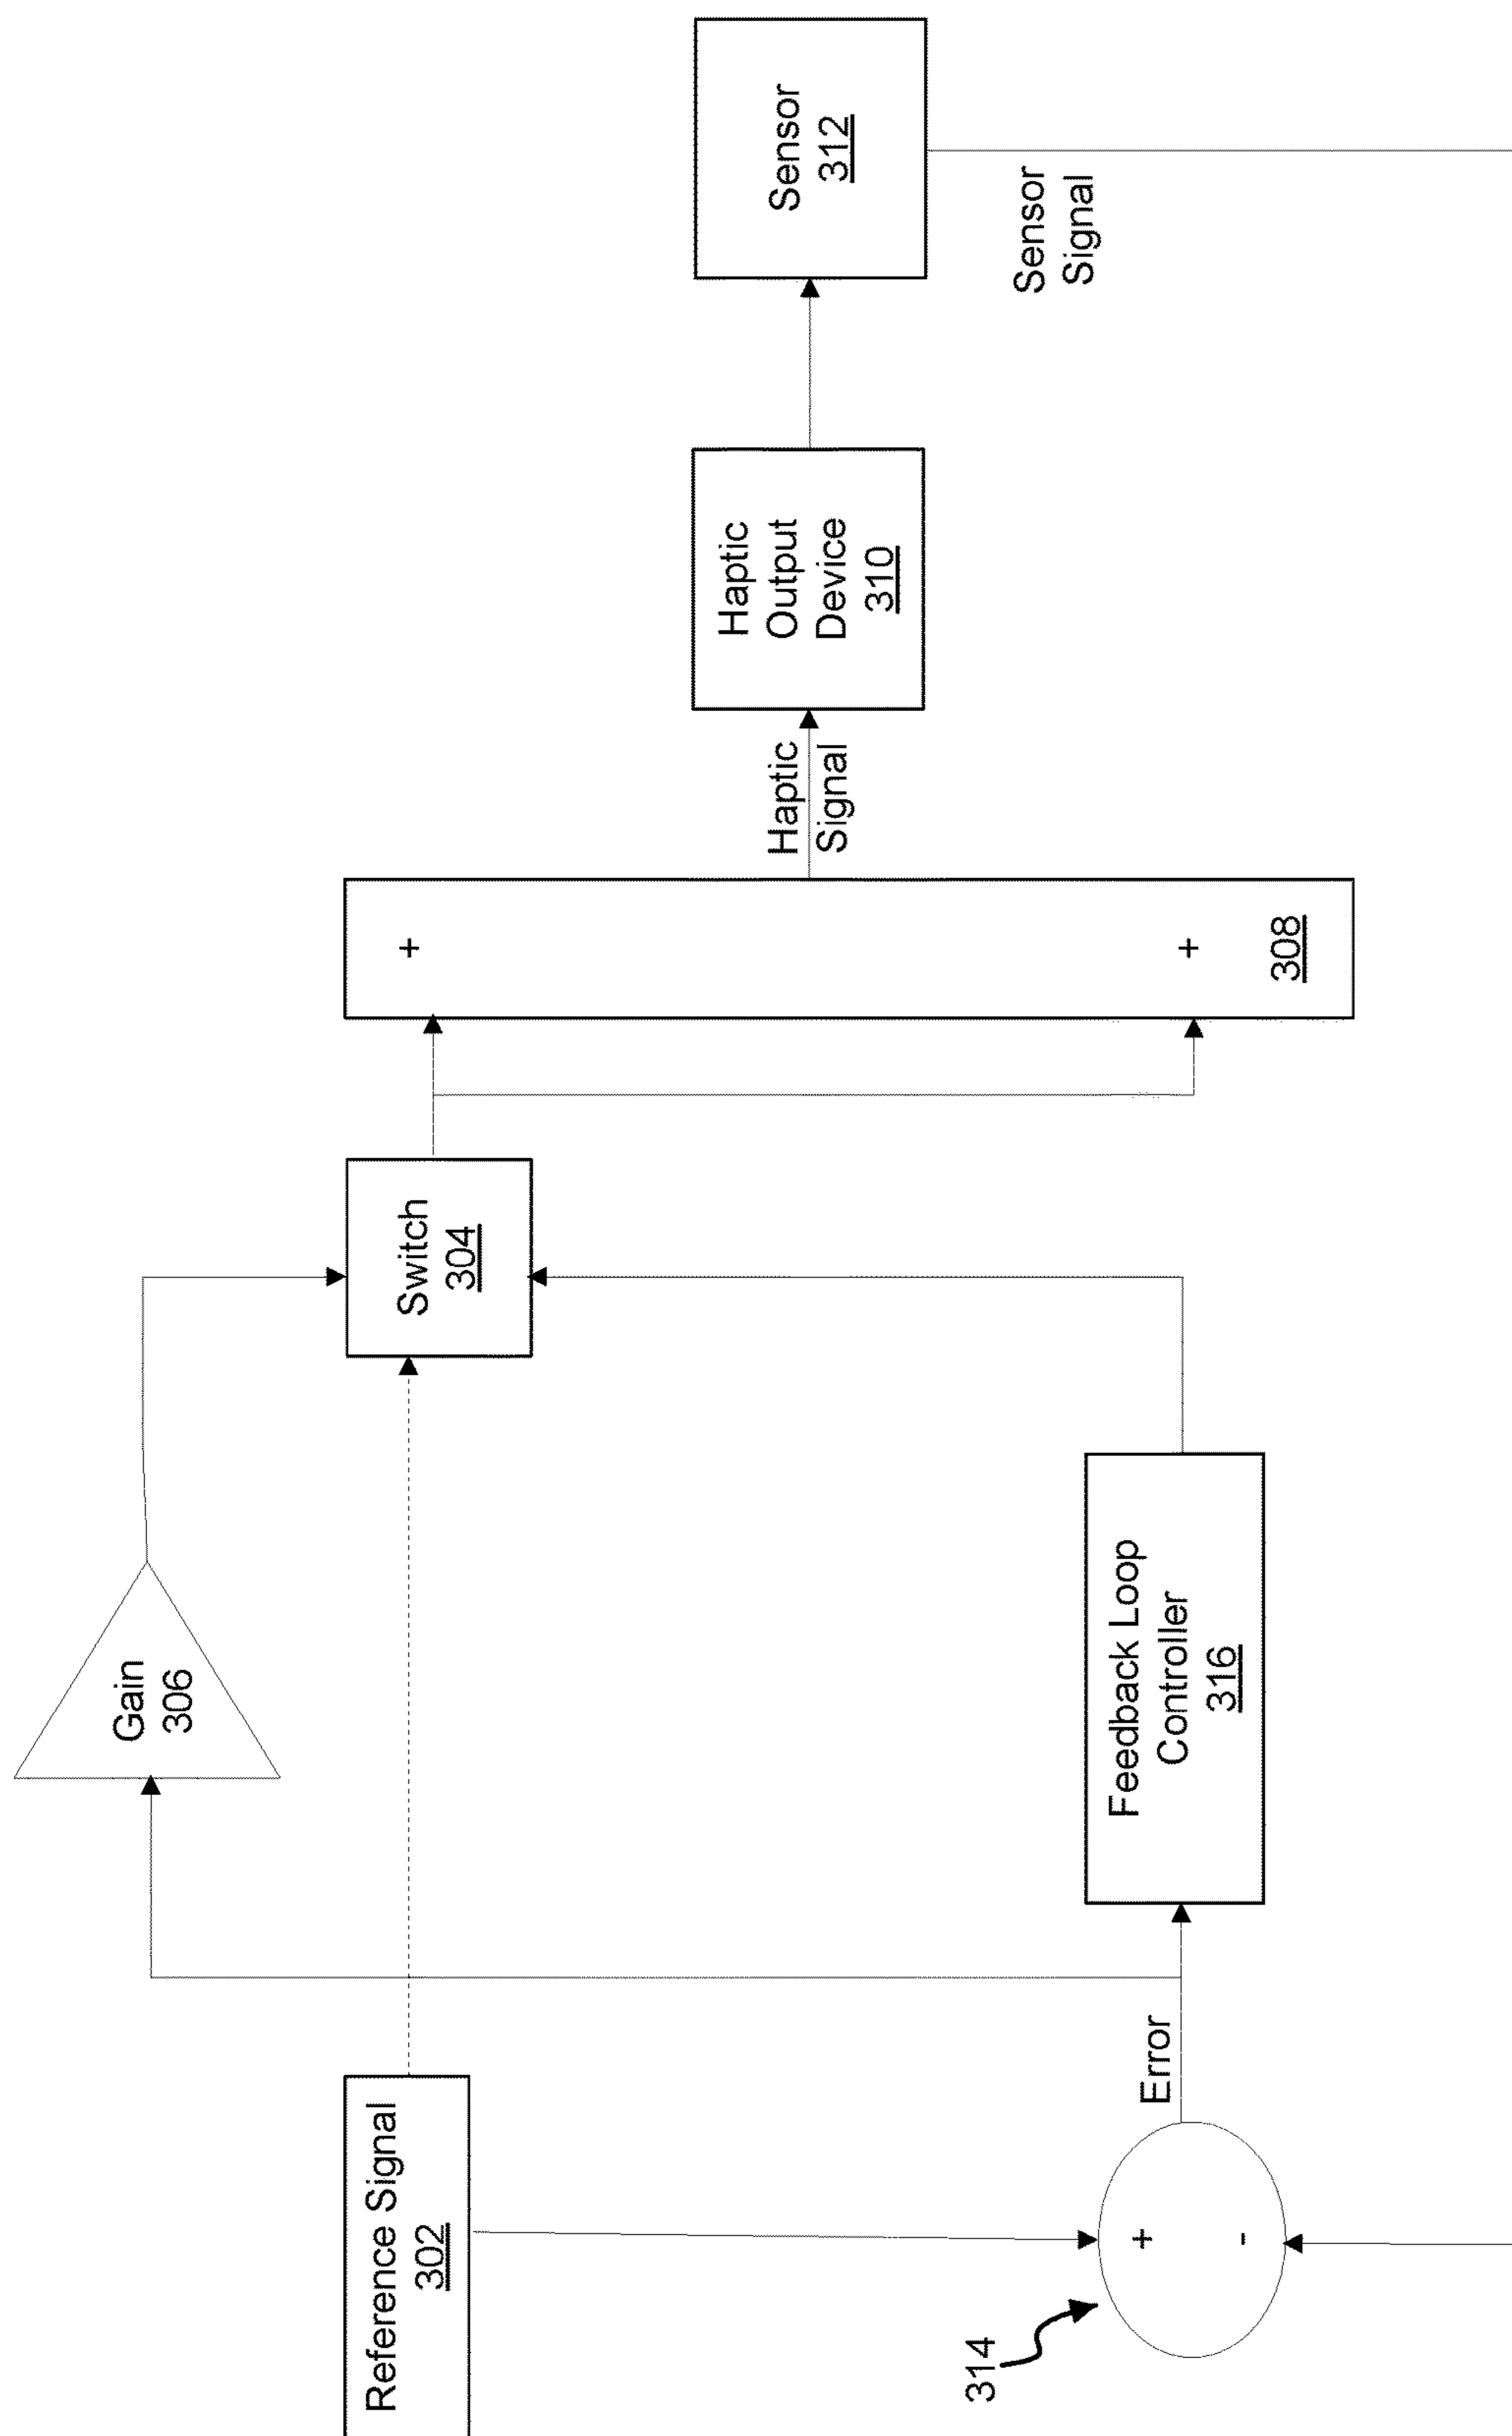 Gain
306
Reference Signal
302
Switch
304
+
+
308
Haptic
Signal
Haptic
Output
Device
310
Sensor
312
Sensor
Signal
314
+
-
Error
Feedback Loop
Controller
316